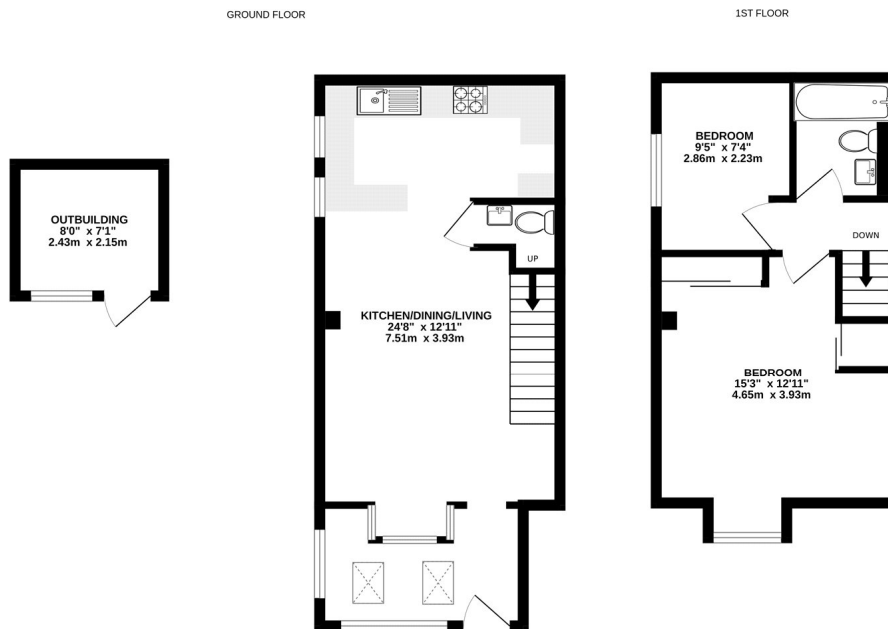 GROUND FLOOR
1ST FLOOR
OUTBUILDING
8'0" x 7'1"
2.43m x 2.15m
UP
KITCHEN/DINING/LIVING
24'8" x 12'11"
7.51m x 3.93m
BEDROOM
9'5" x 7'4"
2.86m x 2.23m
DOWN
BEDROOM
15'3" x 12'11"
4.65m x 3.93m